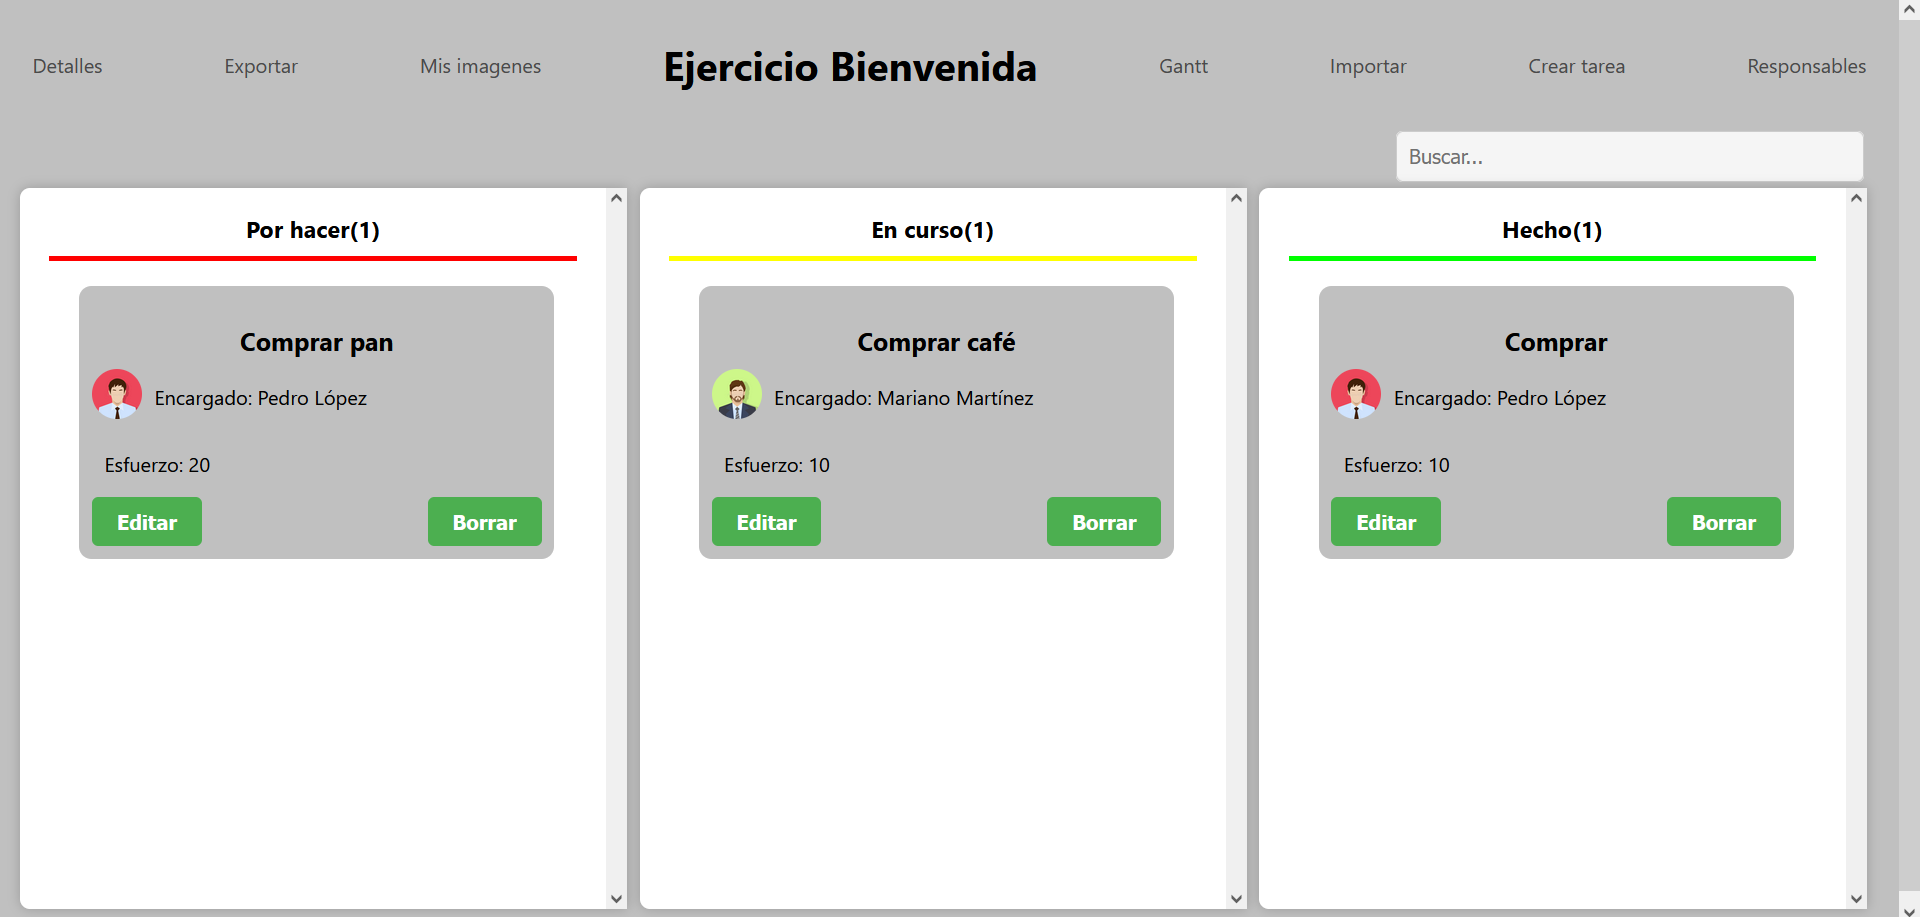 Detalles Exportar Mis imagenes Ejercicio Bienvenida Gantt Importar Crear tarea Responsables
Buscar...
Por hacer(1)
Comprar pan
Encargado: Pedro López
Esfuerzo: 20
Editar Borrar
En curso(1)
Comprar café
Encargado: Mariano Martínez
Esfuerzo: 10
Editar Borrar
Hecho(1)
Comprar
Encargado: Pedro López
Esfuerzo: 10
Editar Borrar